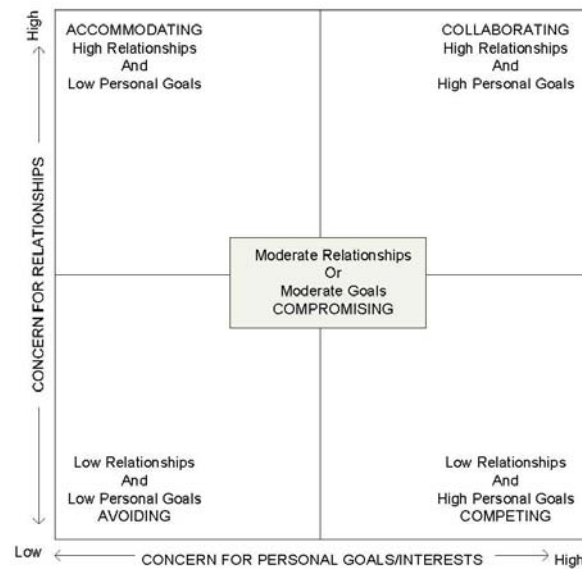 High
ACCOMMODATING
High Relationships
And
Low Personal Goals
COLLABORATING
High Relationships
And
High Personal Goals
CONCERN FOR RELATIONSHIPS
Moderate Relationships
Or
Moderate Goals
COMPROMISING
Low Relationships
And
Low Personal Goals
AVOIDING
Low Relationships
And
High Personal Goals
COMPETING
Low
CONCERN FOR PERSONAL GOALS/INTERESTS
High